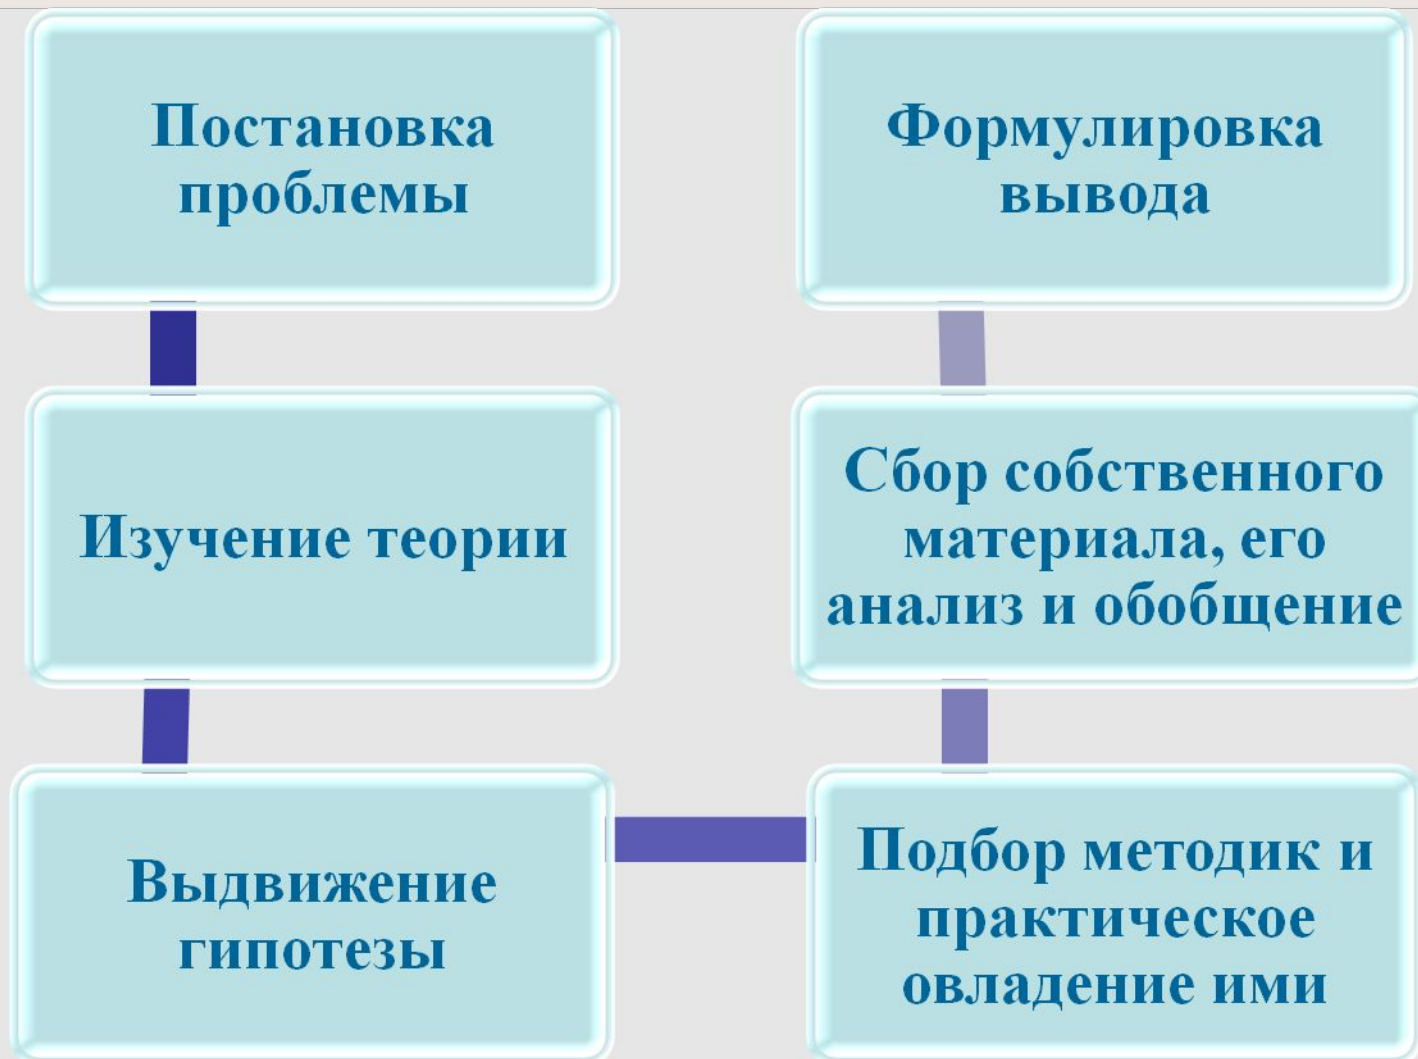 Постановка
проблемы
Изучение теории
Выдвижение
гипотезы
Подбор методик и
практическое
овладение ими
Сбор собственного
материала, его
анализ и обобщение
Формулировка
вывода